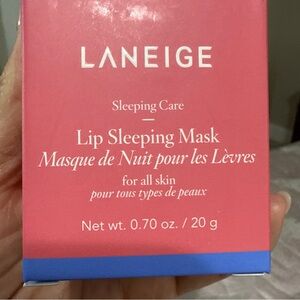 LANEIGE
Sleeping Care
Lip Sleeping Mask
Masque de Nuit pour les Lèvres
for all skin
pour tous types de peaux
Net wt. 0.70 oz. / 20 g